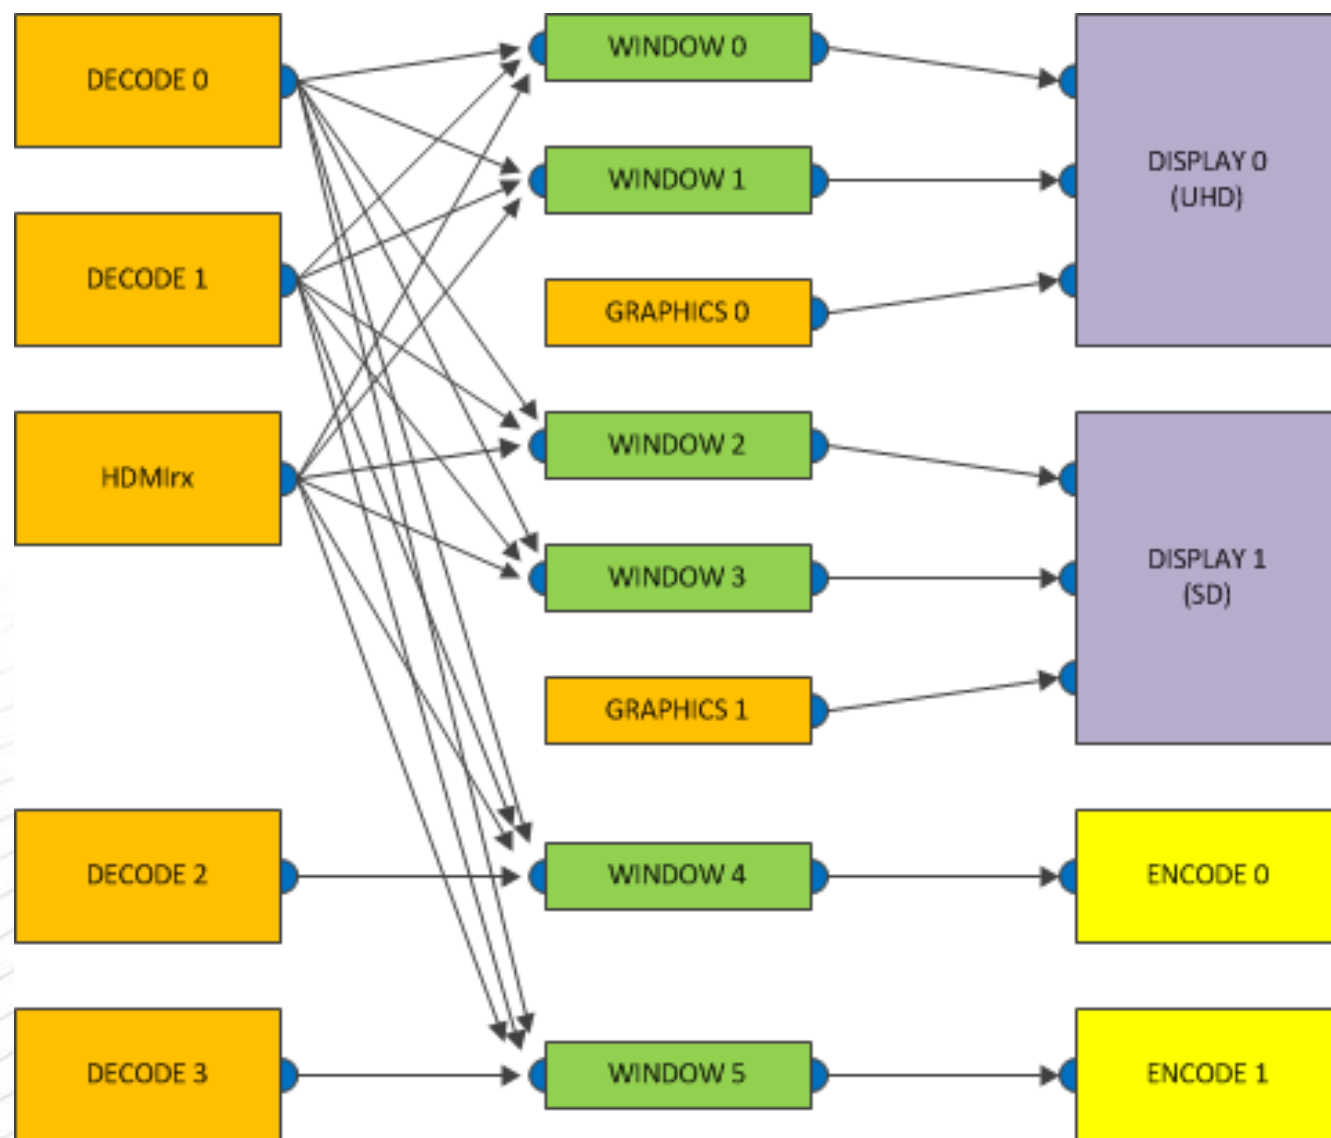 DECODE 0
WINDOW 0
DISPLAY 0
(UHD)
WINDOW 1
DECODE 1
GRAPHICS 0
HDMIrx
WINDOW 2
DISPLAY 1
(SD)
WINDOW 3
GRAPHICS 1
DECODE 2
WINDOW 4
ENCODE 0
DECODE 3
WINDOW 5
ENCODE 1